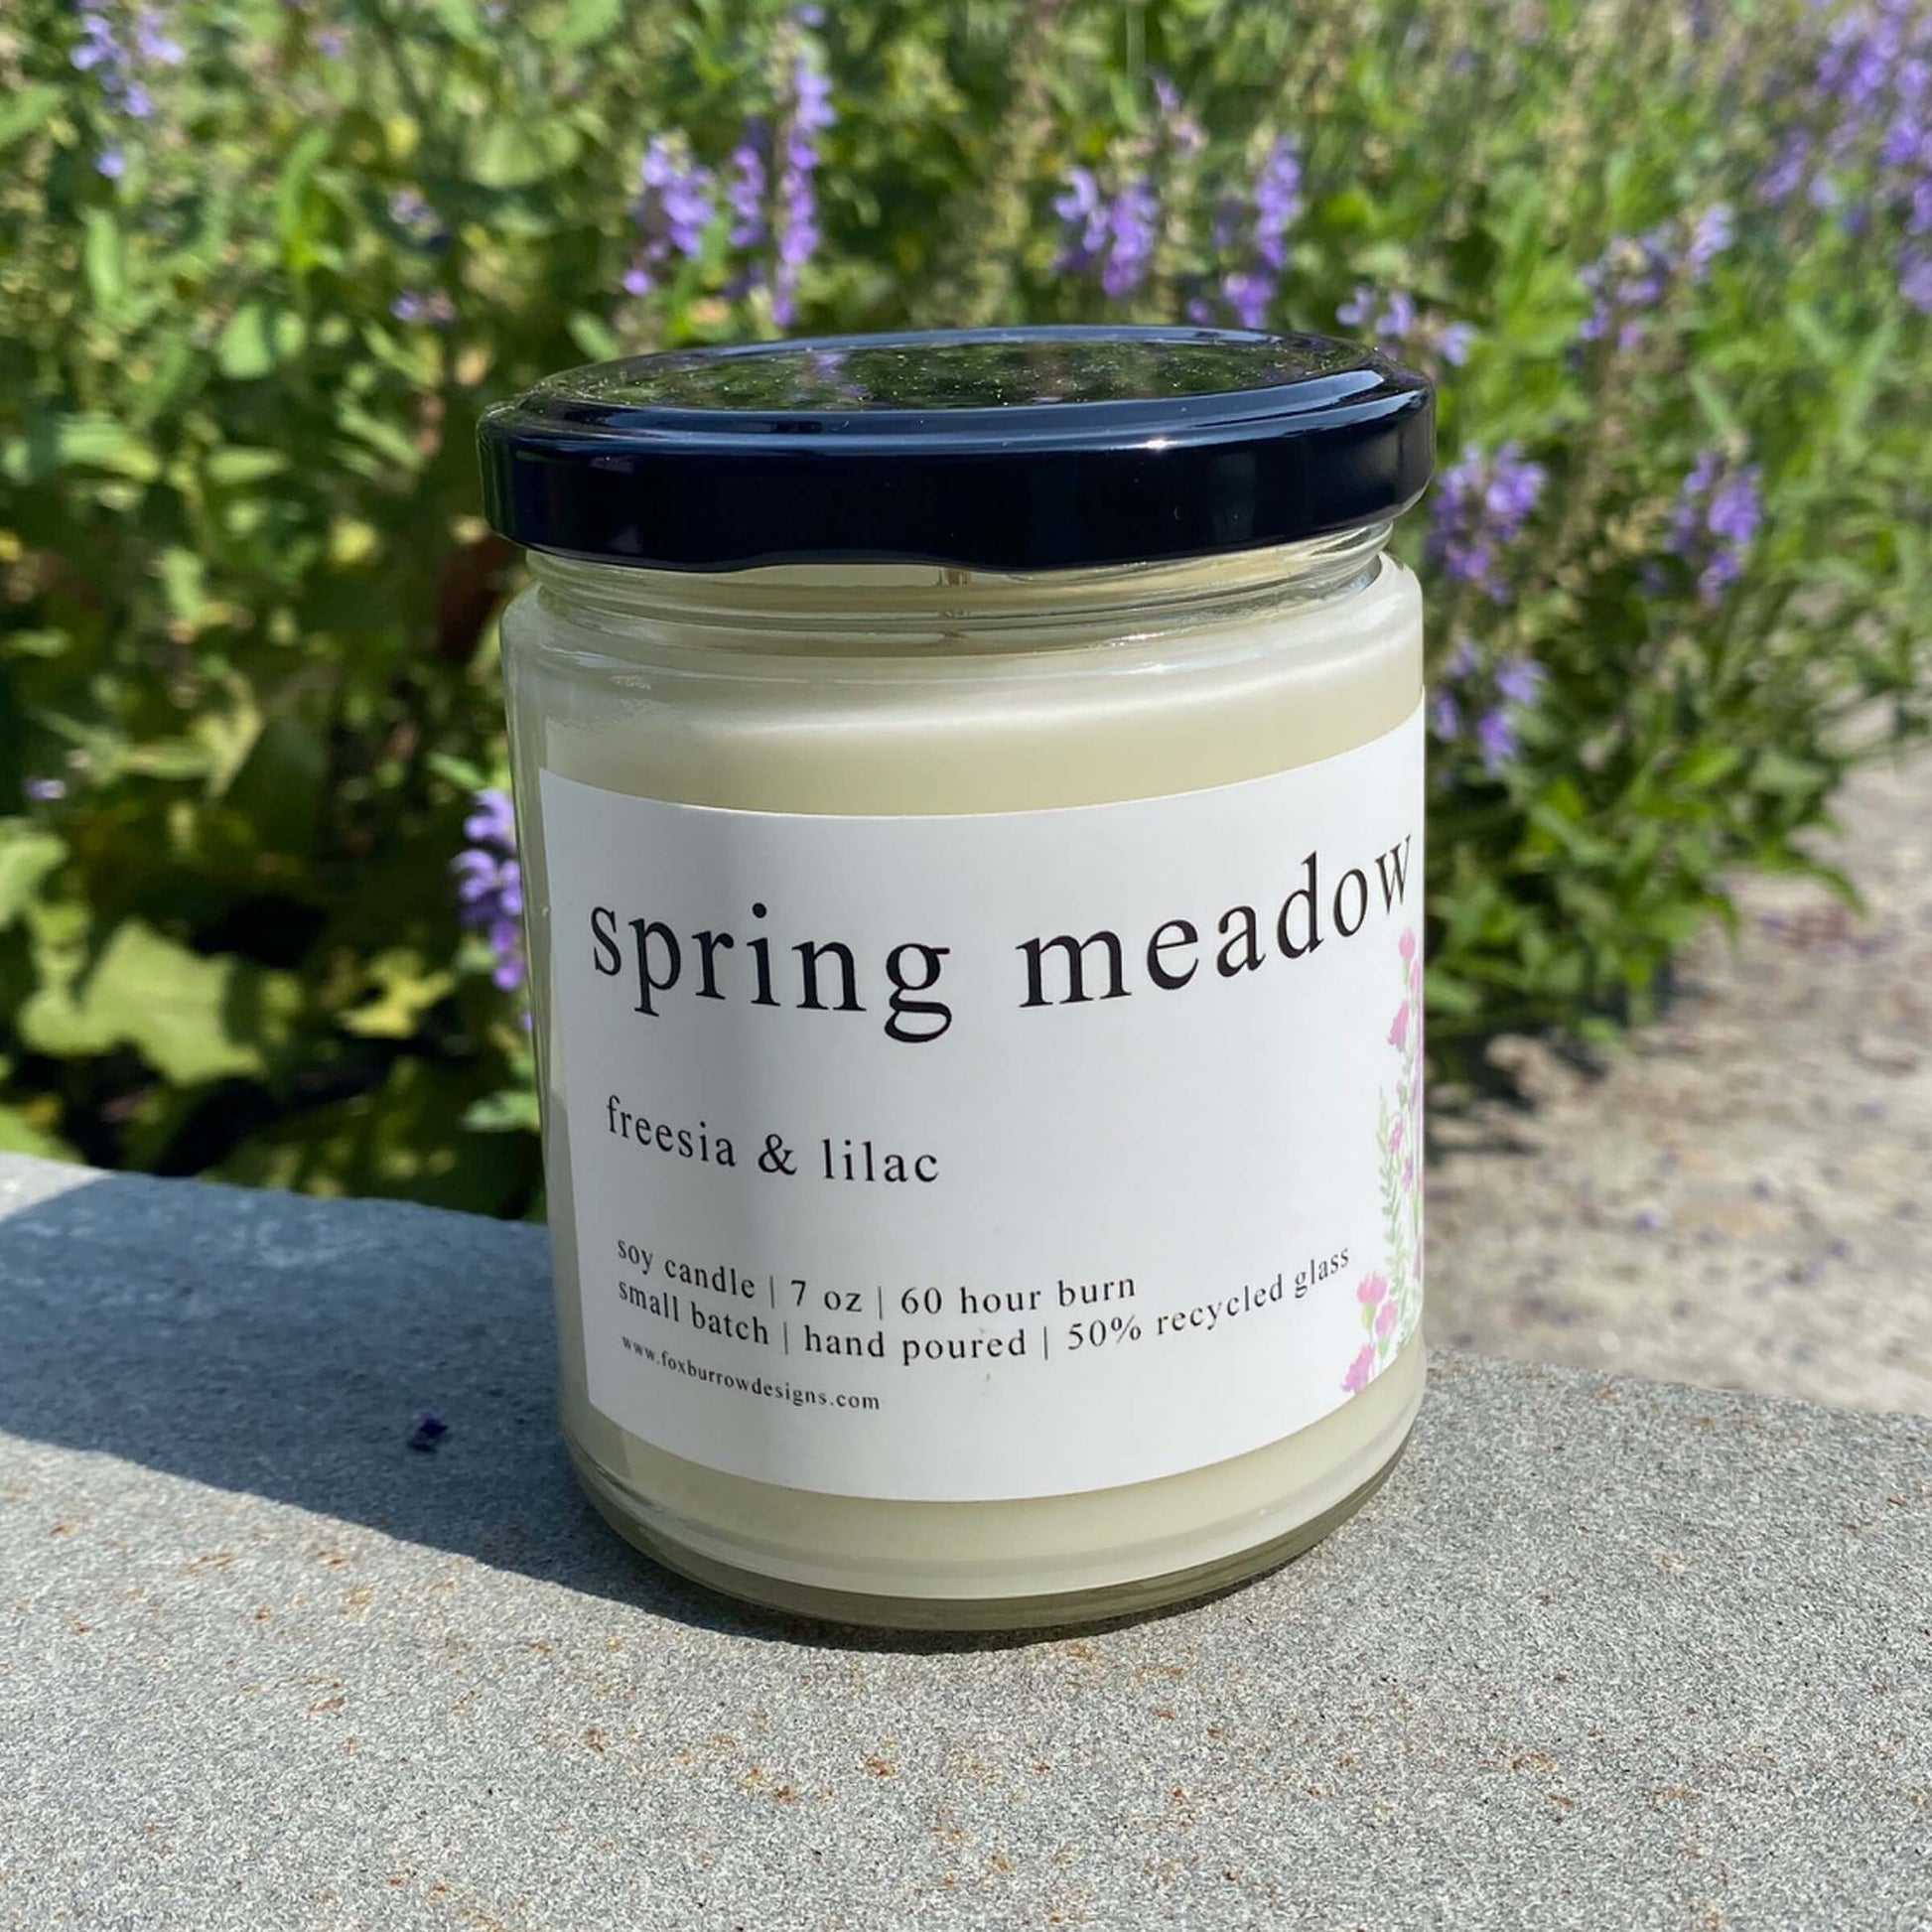 spring meadow
freesia & lilac
soy candle | 7 oz | 60 hour burn
small batch | hand poured | 50% recycled glass
www.foxburrowdesigns.com